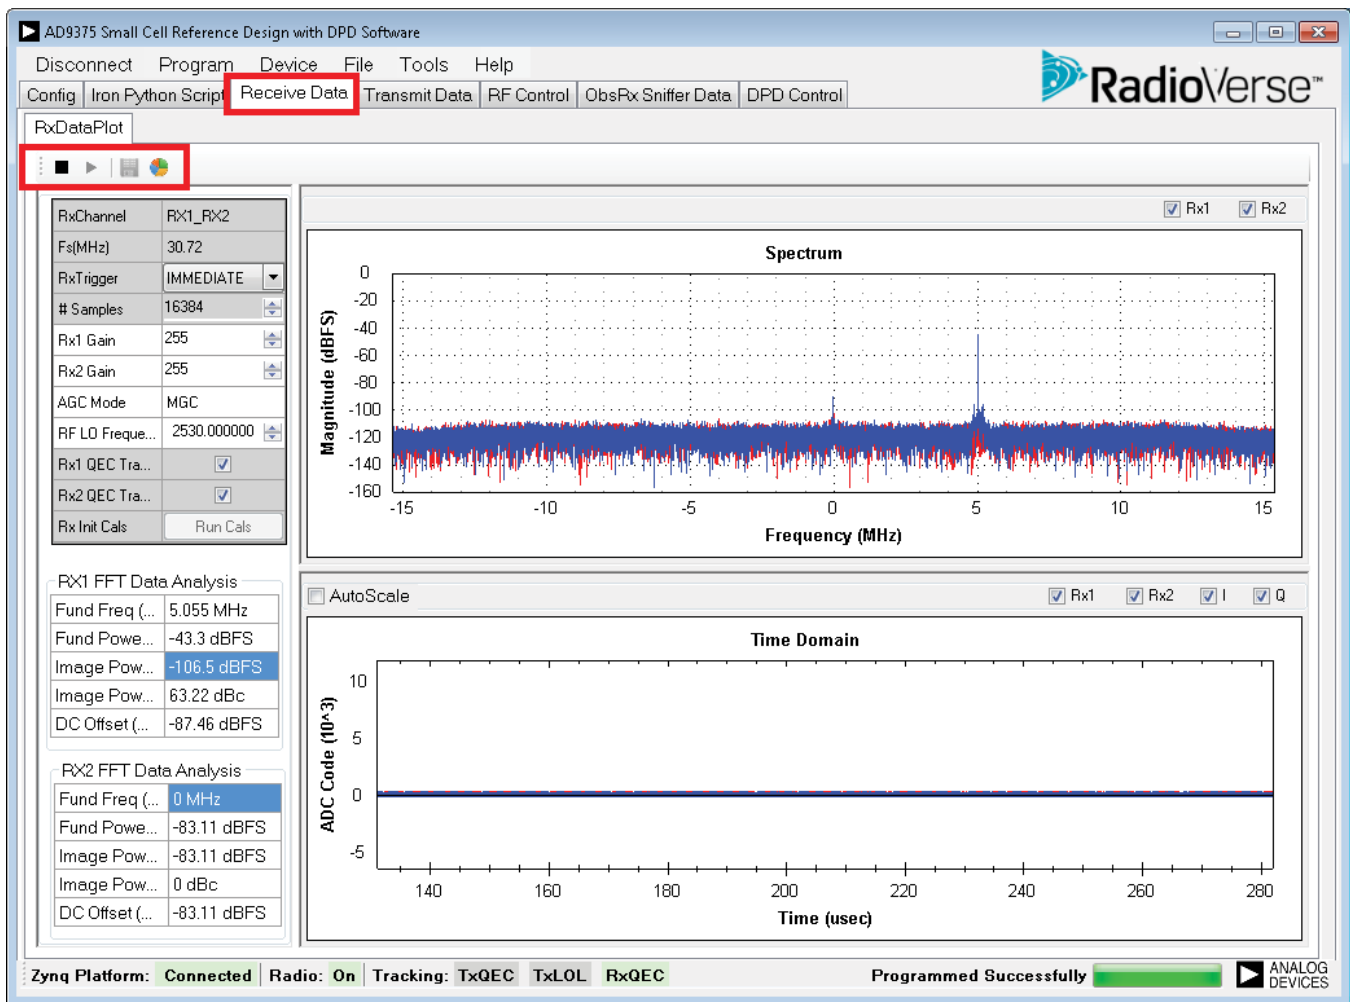 AD9375 Small Cell Reference Design with DPD Software
Disconnect Program Device File Tools Help
RadioVerse™
Config Iron Python Script Receive Data Transmit Data RF Control ObsRx Sniffer Data DPD Control
RxDataPlot
RxChannel RX1_RX2
Fs(MHz) 30.72
RxTrigger IMMEDIATE
# Samples 16384
Rx1 Gain 255
Rx2 Gain 255
AGC Mode MGC
RF LO Freque... 2530.000000
Rx1 QEC Tra...
Rx2 QEC Tra...
Rx Init Cals Run Cals
RX1 FFT Data Analysis
Fund Freq (... 5.055 MHz
Fund Powe... -43.3 dBFS
Image Pow... -106.5 dBFS
Image Pow... 63.22 dBc
DC Offset (... -87.46 dBFS
RX2 FFT Data Analysis
Fund Freq (... 0 MHz
Fund Powe... -83.11 dBFS
Image Pow... -83.11 dBFS
Image Pow... 0 dBc
DC Offset (... -83.11 dBFS
Rx1 Rx2
Spectrum
Magnitude (dBFS)
0
-20
-40
-60
-80
-100
-120
-140
-160
-15 -10 -5 0 5 10 15
Frequency (MHz)
AutoScale Rx1 Rx2 I Q
Time Domain
ADC Code (10^3)
10
5
0
-5
140 160 180 200 220 240 260 280
Time (usec)
Zynq Platform: Connected Radio: On Tracking: TxQEC TxLOL RxQEC Programmed Successfully
ANALOG
DEVICES